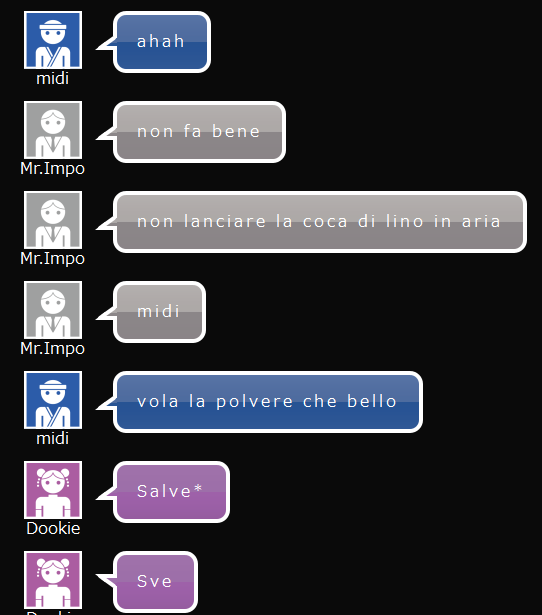 ahah
midi
non fa bene
Mr.Impo
non lanciare la coca di lino in aria
Mr.Impo
midi
Mr.Impo
vola la polvere che bello
midi
Salve*
Dookie
Sve
Dookie